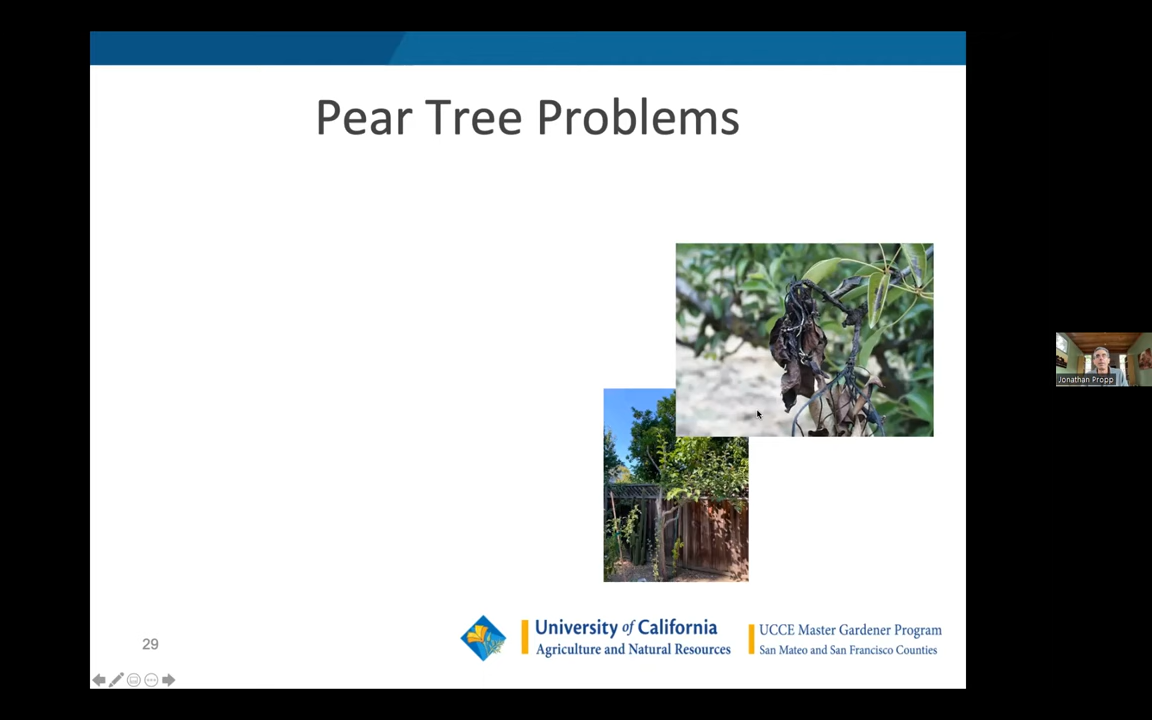 Pear Tree Problems
Jonathan Propp
29
University of California
Agriculture and Natural Resources
UCCE Master Gardener Program
San Mateo and San Francisco Counties